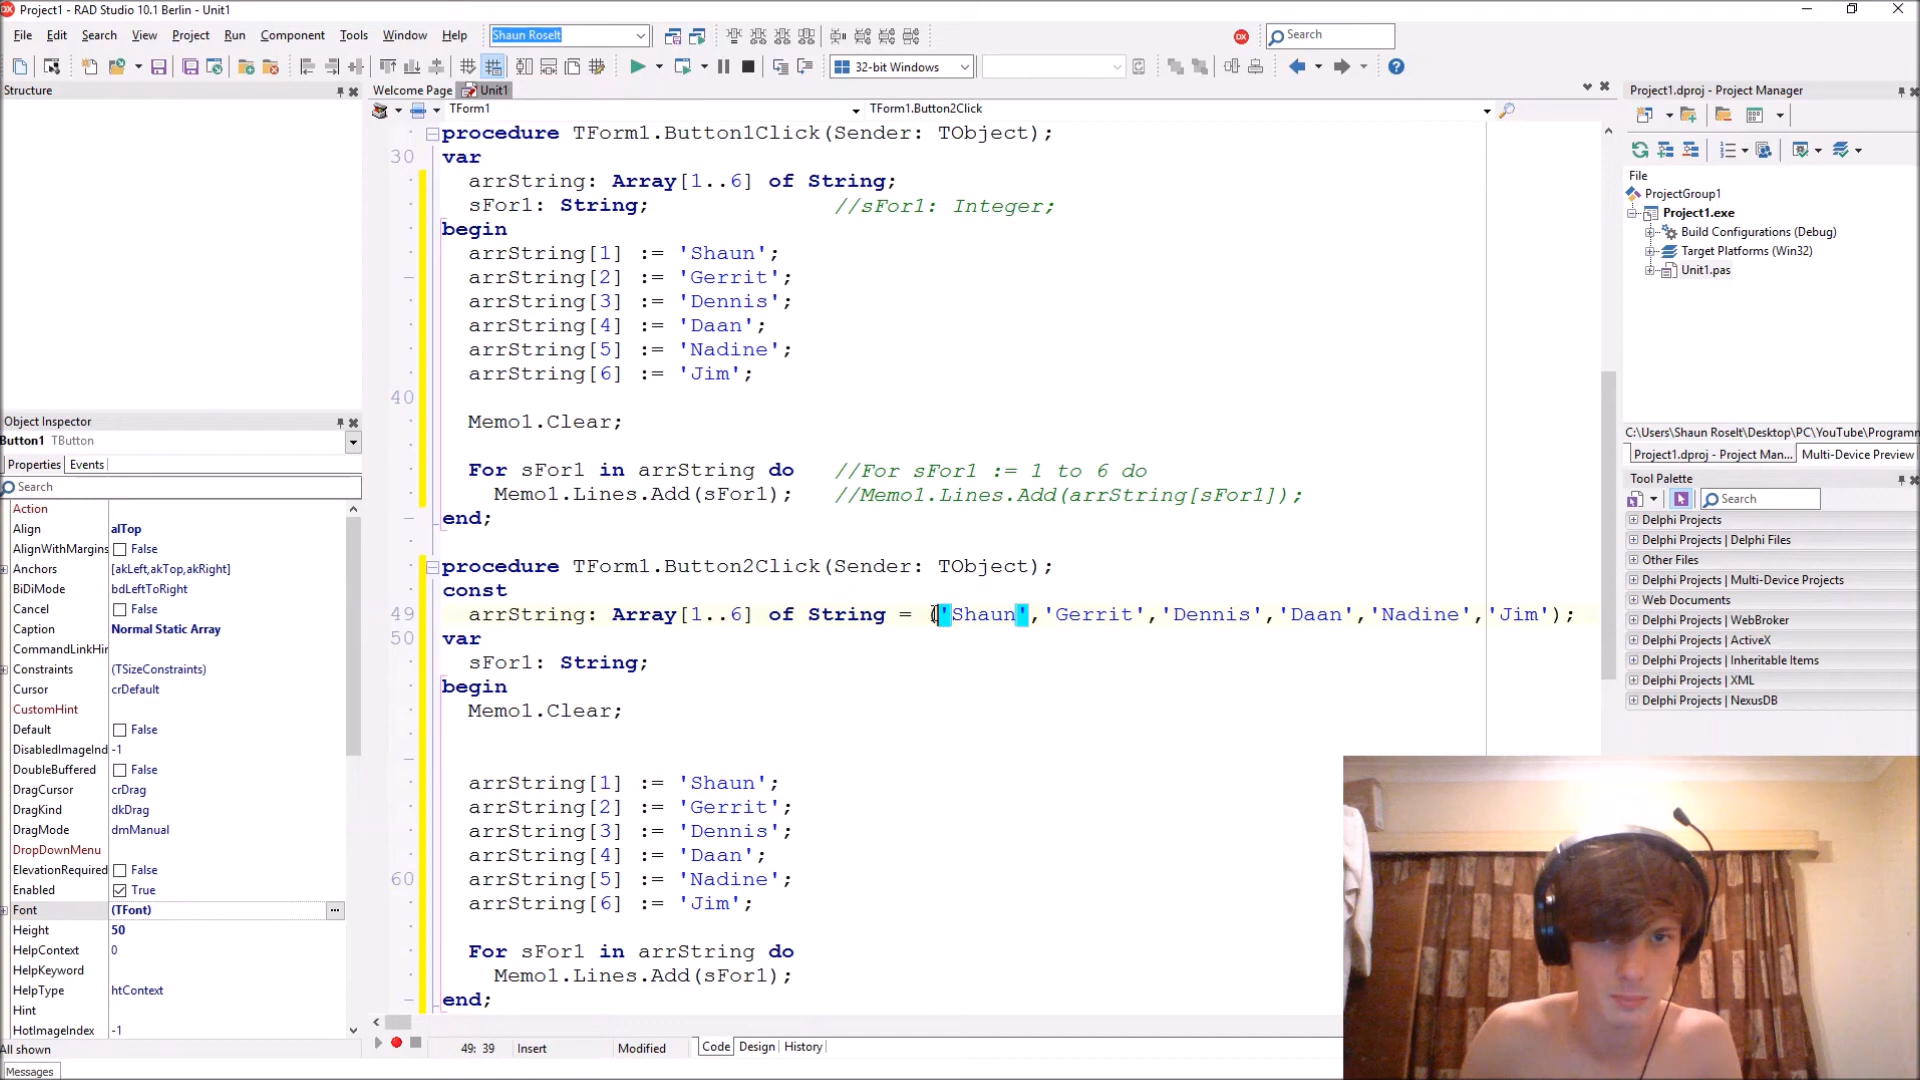 Project1 - RAD Studio 10.1 Berlin - Unit1
File Edit Search View Project Run Component Tools Window Help Shaun Roselt Search
32-bit Windows
Structure
Welcome Page Unit1
TForm1 TForm1.Button2Click
procedure TForm1.Button1Click(Sender: TObject);
30 var
arrString: Array[1..6] of String;
sFor1: String; //sFor1: Integer;
begin
arrString[1] := 'Shaun';
arrString[2] := 'Gerrit';
arrString[3] := 'Dennis';
arrString[4] := 'Daan';
arrString[5] := 'Nadine';
arrString[6] := 'Jim';
40
Memo1.Clear;
For sFor1 in arrString do //For sFor1 := 1 to 6 do
Memo1.Lines.Add(sFor1); //Memo1.Lines.Add(arrString[sFor1]);
end;
procedure TForm1.Button2Click(Sender: TObject);
const
49 arrString: Array[1..6] of String = ('Shaun','Gerrit','Dennis','Daan','Nadine','Jim');
50 var
sFor1: String;
begin
Memo1.Clear;
arrString[1] := 'Shaun';
arrString[2] := 'Gerrit';
arrString[3] := 'Dennis';
arrString[4] := 'Daan';
60 arrString[5] := 'Nadine';
arrString[6] := 'Jim';
For sFor1 in arrString do
Memo1.Lines.Add(sFor1);
end;
49: 39 Insert Modified Code Design History
Object Inspector
Button1 TButton
Properties Events
Search
Action
Align alTop
AlignWithMargins False
Anchors [akLeft,akTop,akRight]
BiDiMode bdLeftToRight
Cancel False
Caption Normal Static Array
CommandLinkHir
Constraints (TSizeConstraints)
Cursor crDefault
CustomHint
Default False
DisabledImageInd -1
DoubleBuffered False
DragCursor crDrag
DragKind dkDrag
DragMode dmManual
DropDownMenu
ElevationRequired False
Enabled True
Font (TFont)
Height 50
HelpContext 0
HelpKeyword
HelpType htContext
Hint
HotImageIndex -1
All shown
Messages
Project1.dproj - Project Manager
File
ProjectGroup1
Project1.exe
Build Configurations (Debug)
Target Platforms (Win32)
Unit1.pas
C:\Users\Shaun Roselt\Desktop\PC\YouTube\Programm
Project1.dproj - Project Man... Multi-Device Preview
Tool Palette
Search
Delphi Projects
Delphi Projects | Delphi Files
Other Files
Delphi Projects | Multi-Device Projects
Web Documents
Delphi Projects | WebBroker
Delphi Projects | ActiveX
Delphi Projects | Inheritable Items
Delphi Projects | XML
Delphi Projects | NexusDB